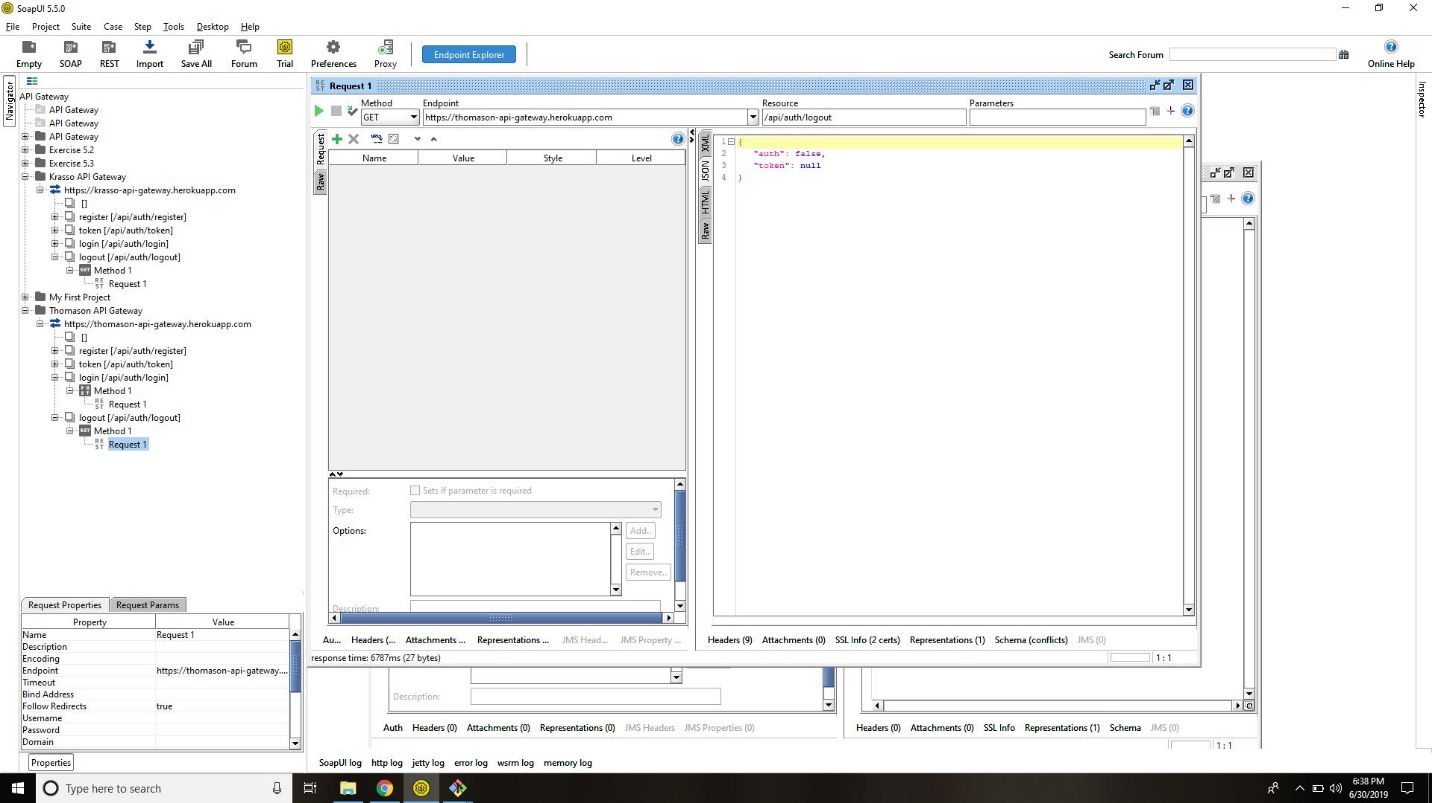 SoapUI 5.5.0
File Project Suite Case Step Tools Desktop Help
Empty SOAP REST Import Save All Forum Trial Preferences Proxy Endpoint Explorer Search Forum Online Help
Navigator
Inspector
API Gateway
API Gateway
API Gateway
API Gateway
Exercise 5.2
Exercise 5.3
Krasso API Gateway
https://krasso-api-gateway.herokuapp.com
[]
register [/api/auth/register]
token [/api/auth/token]
login [/api/auth/login]
logout [/api/auth/logout]
GET Method 1
REST Request 1
My First Project
Thomason API Gateway
https://thomason-api-gateway.herokuapp.com
[]
register [/api/auth/register]
token [/api/auth/token]
login [/api/auth/login]
Method 1
REST Request 1
logout [/api/auth/logout]
GET Method 1
REST Request 1
Request Properties Request Params
Property Value
Name Request 1
Description
Encoding
Endpoint https://thomason-api-gateway....
Timeout
Bind Address
Follow Redirects true
Username
Password
Domain
Properties
REST Request 1
Method Endpoint Resource Parameters
GET https://thomason-api-gateway.herokuapp.com /api/auth/logout
Request
Raw
Name Value Style Level
Required: Sets if parameter is required
Type:
Options:
Add..
Edit..
Remove..
Description:
Au... Headers (... Attachments ... Representations ... JMS Head... JMS Property ...
XML
JSON
HTML
Raw
1 {
2 "auth": false,
3 "token": null
4 }
Headers (9) Attachments (0) SSL Info (2 certs) Representations (1) Schema (conflicts) JMS (0)
response time: 6787ms (27 bytes)
1 : 1
Description:
Auth Headers (0) Attachments (0) Representations (0) JMS Headers JMS Properties (0)
Headers (0) Attachments (0) SSL Info Representations (1) Schema JMS (0)
1 : 1
SoapUI log http log jetty log error log wsrm log memory log
Type here to search
6:38 PM
6/30/2019